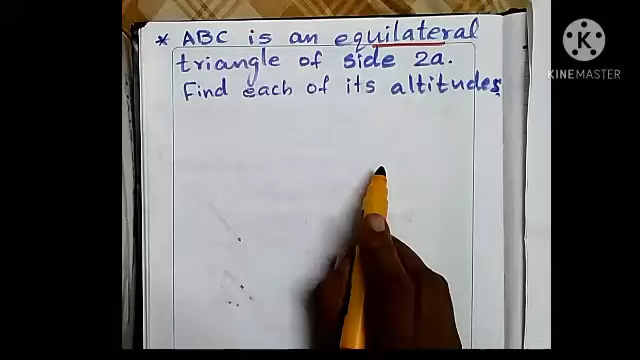 * ABC is an equilateral
triangle of side 2a.
Find each of its altitudes.
K
KINEMASTER